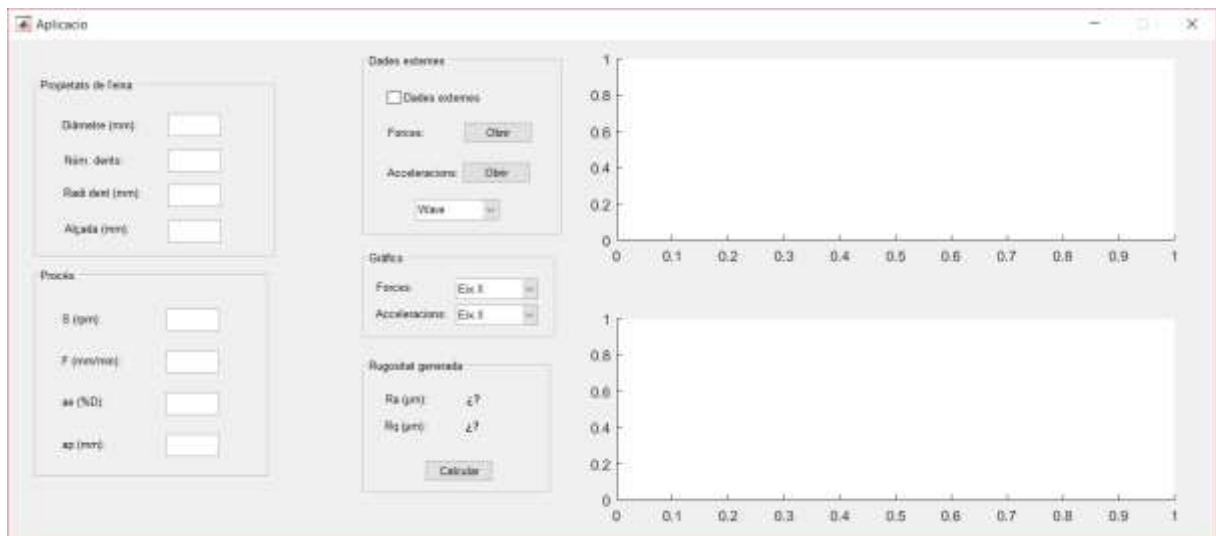 Aplicacio
Propietats de l'eina
Diàmetre (mm):
Núm. dents:
Radi dent (mm):
Alçada (mm):
Procés
S (rpm):
F (mm/min):
ae (%D):
ap (mm):
Dades externes
Dades externes
Forces: Obrir
Acceleracions: Obrir
Wave
Gràfics
Forces: Eix X
Acceleracions: Eix X
Rugositat generada
Ra (µm): ¿?
Rq (µm): ¿?
Calcular
1
0.8
0.6
0.4
0.2
0
0 0.1 0.2 0.3 0.4 0.5 0.6 0.7 0.8 0.9 1
1
0.8
0.6
0.4
0.2
0
0 0.1 0.2 0.3 0.4 0.5 0.6 0.7 0.8 0.9 1